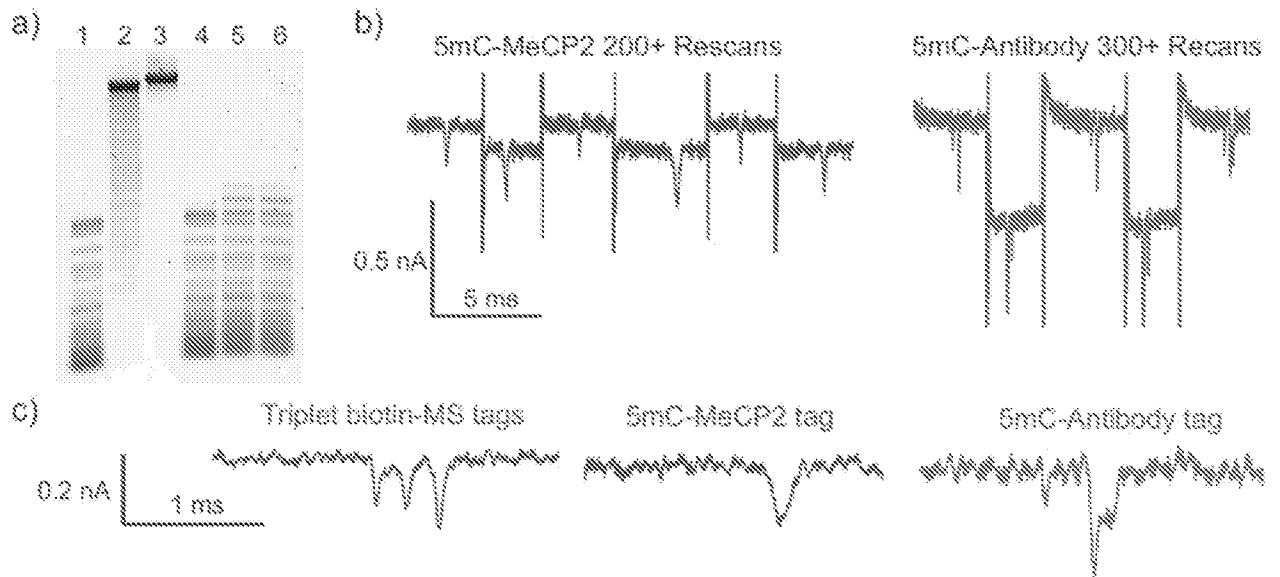 a)
1 2 3 4 5 6
b)
5mC-MeCP2 200+ Rescans
5mC-Antibody 300+ Recans
0.5 nA
5 ms
c)
Triplet biotin-MS tags
5mC-MeCP2 tag
5mC-Antibody tag
0.2 nA
1 ms